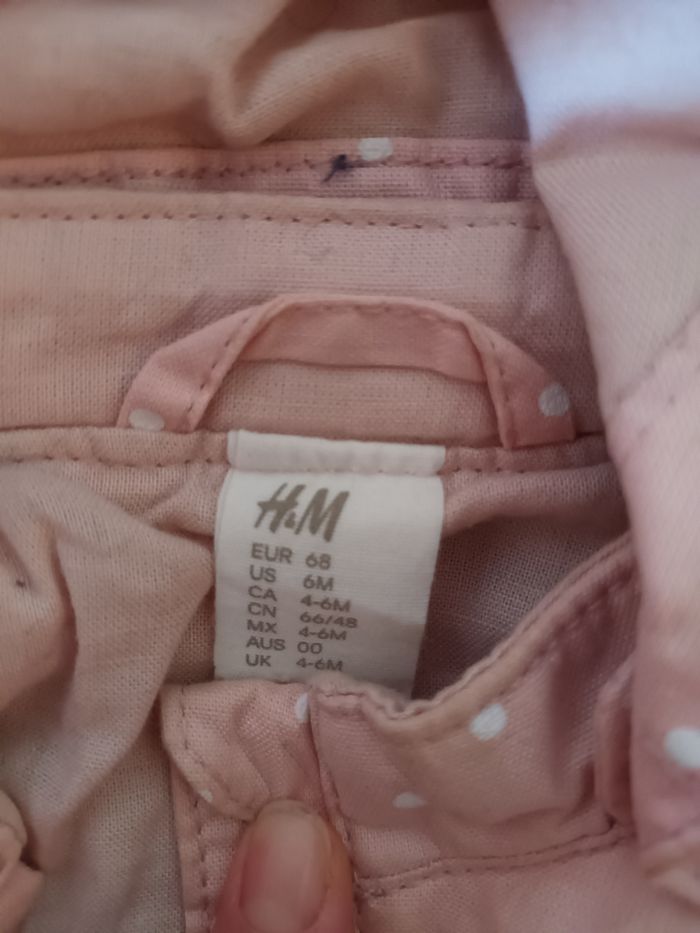 H&M
EUR 68
US 6M
CA 4-6M
CN 66/48
MX 4-6M
AUS 00
UK 4-6M